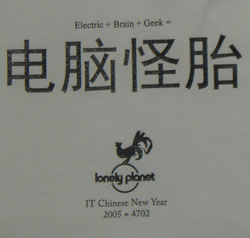 Electric + Brain + Geek =
电脑怪胎
lonely planet
IT Chinese New Year
2005 = 4702